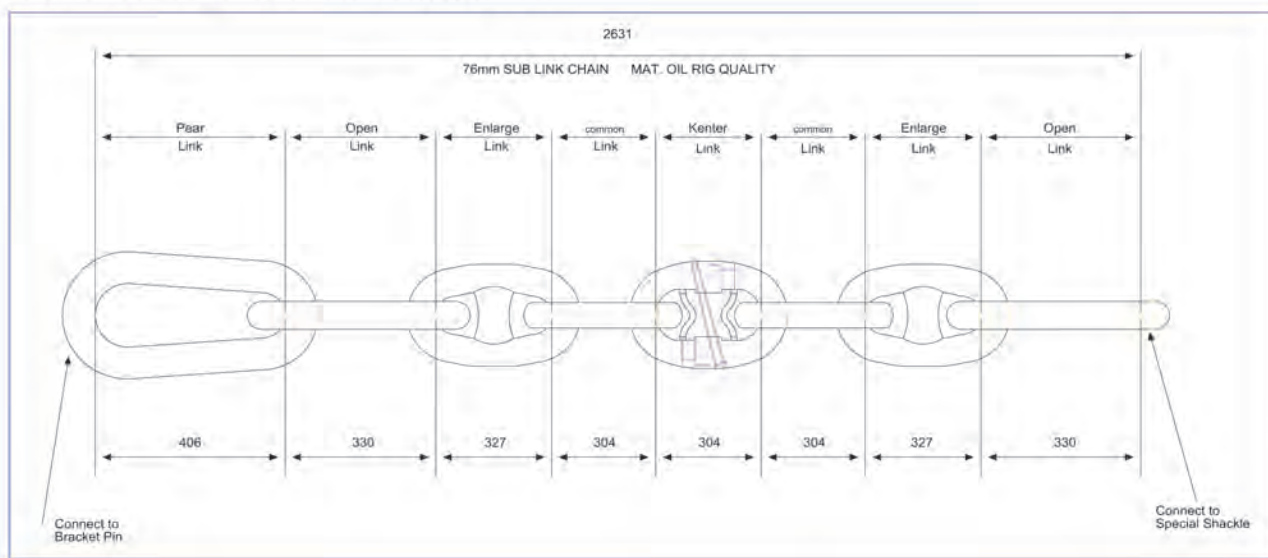 2631
76mm SUB LINK CHAIN MAT. OIL RIG QUALITY
Paar Open Enlarge common Kenter common Enlarge Open
Link Link Link Link Link Link Link Link
406 330 327 304 304 304 327 330
Connect to
Bracket Pin
Connect to
Special Shackle